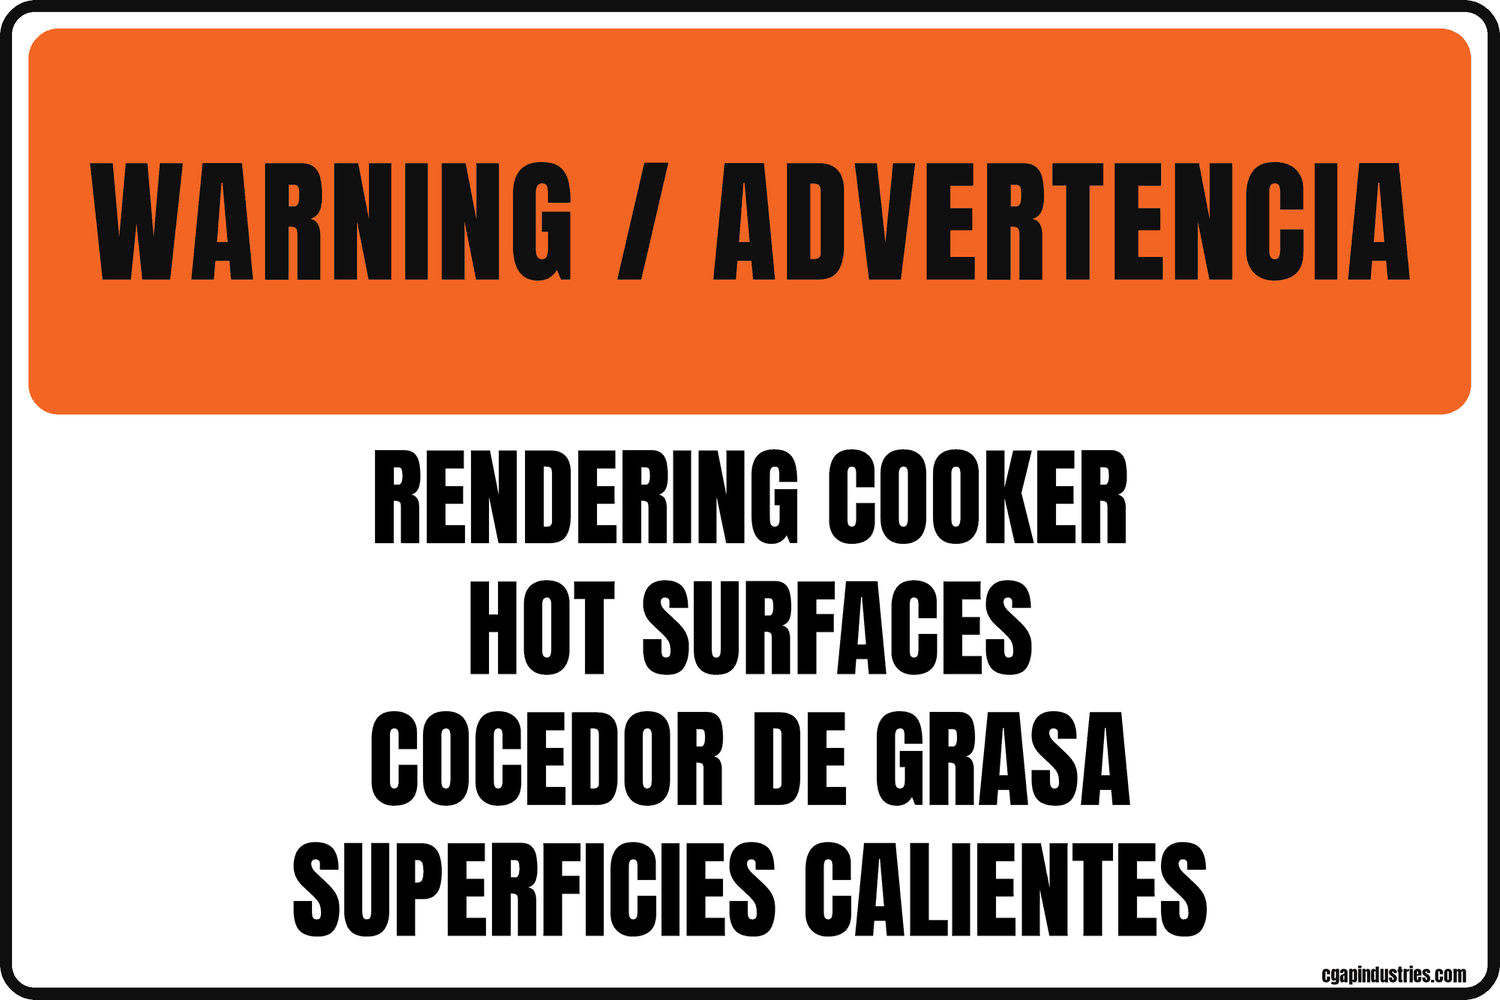 WARNING / ADVERTENCIA
RENDERING COOKER
HOT SURFACES
COCEDOR DE GRASA
SUPERFICIES CALIENTES
cgapindustries.com